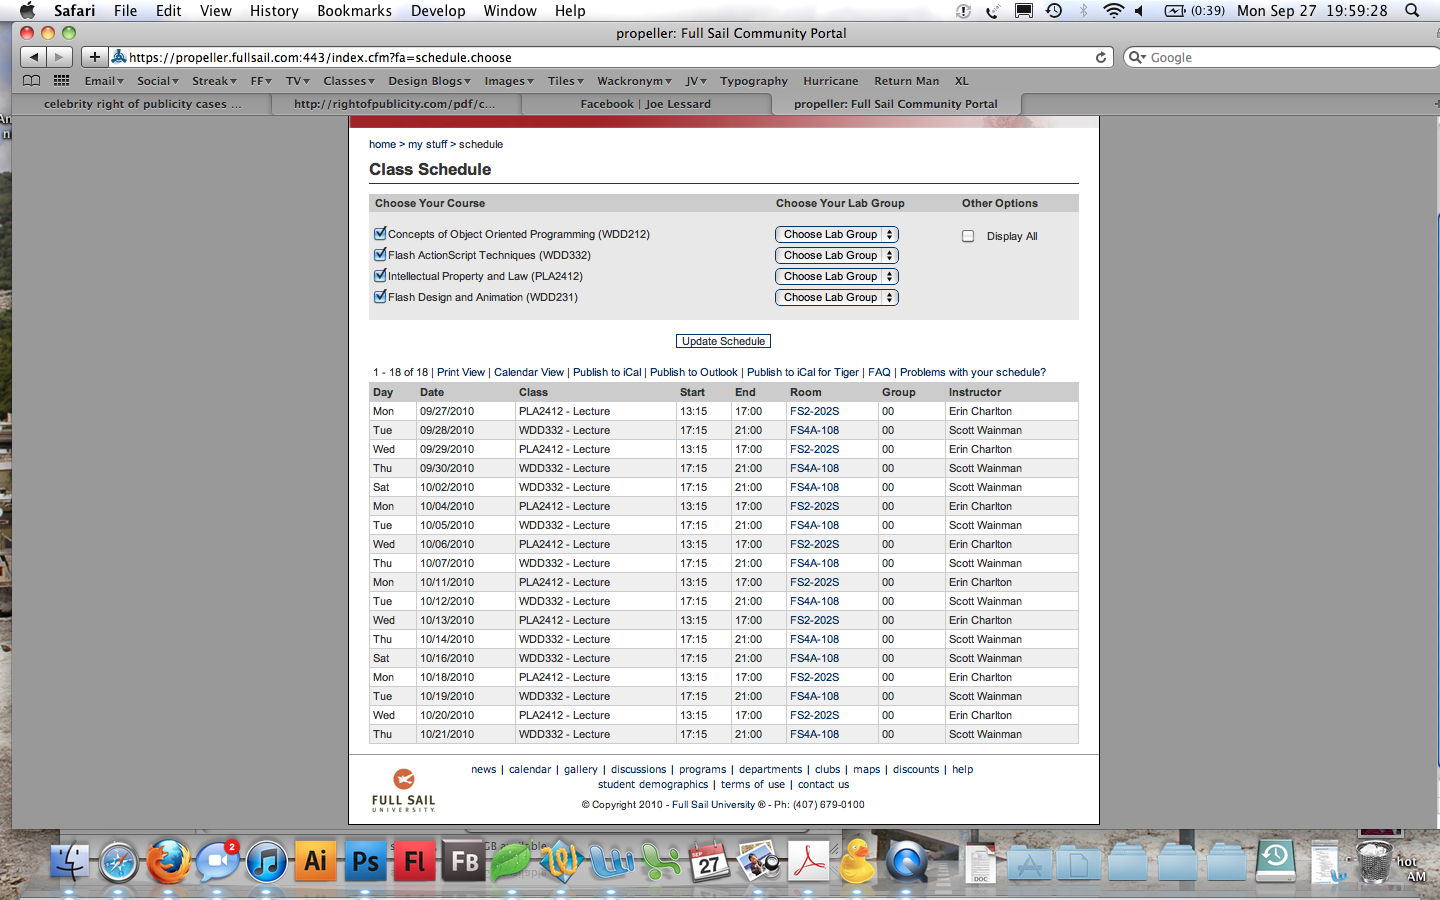 Safari File Edit View History Bookmarks Develop Window Help (0:39) Mon Sep 27 19:59:28
propeller: Full Sail Community Portal
https://propeller.fullsail.com:443/index.cfm?fa=schedule.choose Google
Email Social Streak FF TV Classes Design Blogs Images Tiles Wackronym JV Typography Hurricane Return Man XL
celebrity right of publicity cases ... http://rightofpublicity.com/pdf/c... Facebook | Joe Lessard propeller: Full Sail Community Portal
home > my stuff > schedule
Class Schedule
Choose Your Course Choose Your Lab Group Other Options
Concepts of Object Oriented Programming (WDD212) Choose Lab Group Display All
Flash ActionScript Techniques (WDD332) Choose Lab Group
Intellectual Property and Law (PLA2412) Choose Lab Group
Flash Design and Animation (WDD231) Choose Lab Group
Update Schedule
1 - 18 of 18 | Print View | Calendar View | Publish to iCal | Publish to Outlook | Publish to iCal for Tiger | FAQ | Problems with your schedule?
Day Date Class Start End Room Group Instructor
Mon 09/27/2010 PLA2412 - Lecture 13:15 17:00 FS2-202S 00 Erin Charlton
Tue 09/28/2010 WDD332 - Lecture 17:15 21:00 FS4A-108 00 Scott Wainman
Wed 09/29/2010 PLA2412 - Lecture 13:15 17:00 FS2-202S 00 Erin Charlton
Thu 09/30/2010 WDD332 - Lecture 17:15 21:00 FS4A-108 00 Scott Wainman
Sat 10/02/2010 WDD332 - Lecture 17:15 21:00 FS4A-108 00 Scott Wainman
Mon 10/04/2010 PLA2412 - Lecture 13:15 17:00 FS2-202S 00 Erin Charlton
Tue 10/05/2010 WDD332 - Lecture 17:15 21:00 FS4A-108 00 Scott Wainman
Wed 10/06/2010 PLA2412 - Lecture 13:15 17:00 FS2-202S 00 Erin Charlton
Thu 10/07/2010 WDD332 - Lecture 17:15 21:00 FS4A-108 00 Scott Wainman
Mon 10/11/2010 PLA2412 - Lecture 13:15 17:00 FS2-202S 00 Erin Charlton
Tue 10/12/2010 WDD332 - Lecture 17:15 21:00 FS4A-108 00 Scott Wainman
Wed 10/13/2010 PLA2412 - Lecture 13:15 17:00 FS2-202S 00 Erin Charlton
Thu 10/14/2010 WDD332 - Lecture 17:15 21:00 FS4A-108 00 Scott Wainman
Sat 10/16/2010 WDD332 - Lecture 17:15 21:00 FS4A-108 00 Scott Wainman
Mon 10/18/2010 PLA2412 - Lecture 13:15 17:00 FS2-202S 00 Erin Charlton
Tue 10/19/2010 WDD332 - Lecture 17:15 21:00 FS4A-108 00 Scott Wainman
Wed 10/20/2010 PLA2412 - Lecture 13:15 17:00 FS2-202S 00 Erin Charlton
Thu 10/21/2010 WDD332 - Lecture 17:15 21:00 FS4A-108 00 Scott Wainman
news | calendar | gallery | discussions | programs | departments | clubs | maps | discounts | help
student demographics | terms of use | contact us
© Copyright 2010 - Full Sail University ® - Ph: (407) 679-0100
FULL SAIL
UNIVERSITY.
2
Ai Ps Fl FB SEP 27 DOC
hot
AM